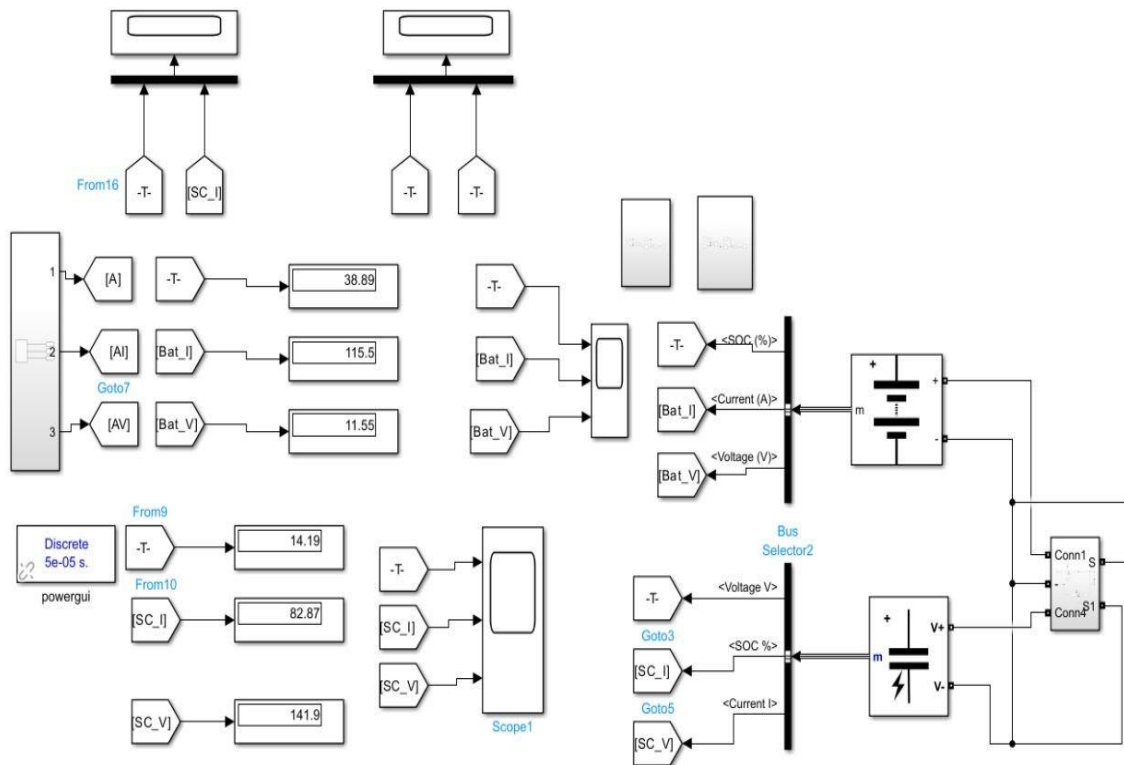 From16
-T-
[SC_I]
-T-
-T-
1
[A]
-T-
38.89
2
[AI]
[Bat_I]
115.5
Goto7
3
[AV]
[Bat_V]
11.55
-T-
[Bat_I]
[Bat_V]
-T-
<SOC (%)>
[Bat_I]
<Current (A)>
[Bat_V]
<Voltage (V)>
+
m
+
-
Bus
Selector2
Discrete
5e-05 s.
powergui
From9
-T-
14.19
From10
[SC_I]
82.87
[SC_V]
141.9
-T-
[SC_I]
[SC_V]
Scope1
-T-
<Voltage V>
Goto3
[SC_I]
<SOC %>
Goto5
[SC_V]
<Current I>
+
m
V+
V-
Conn1
-
Conn4
S
S1